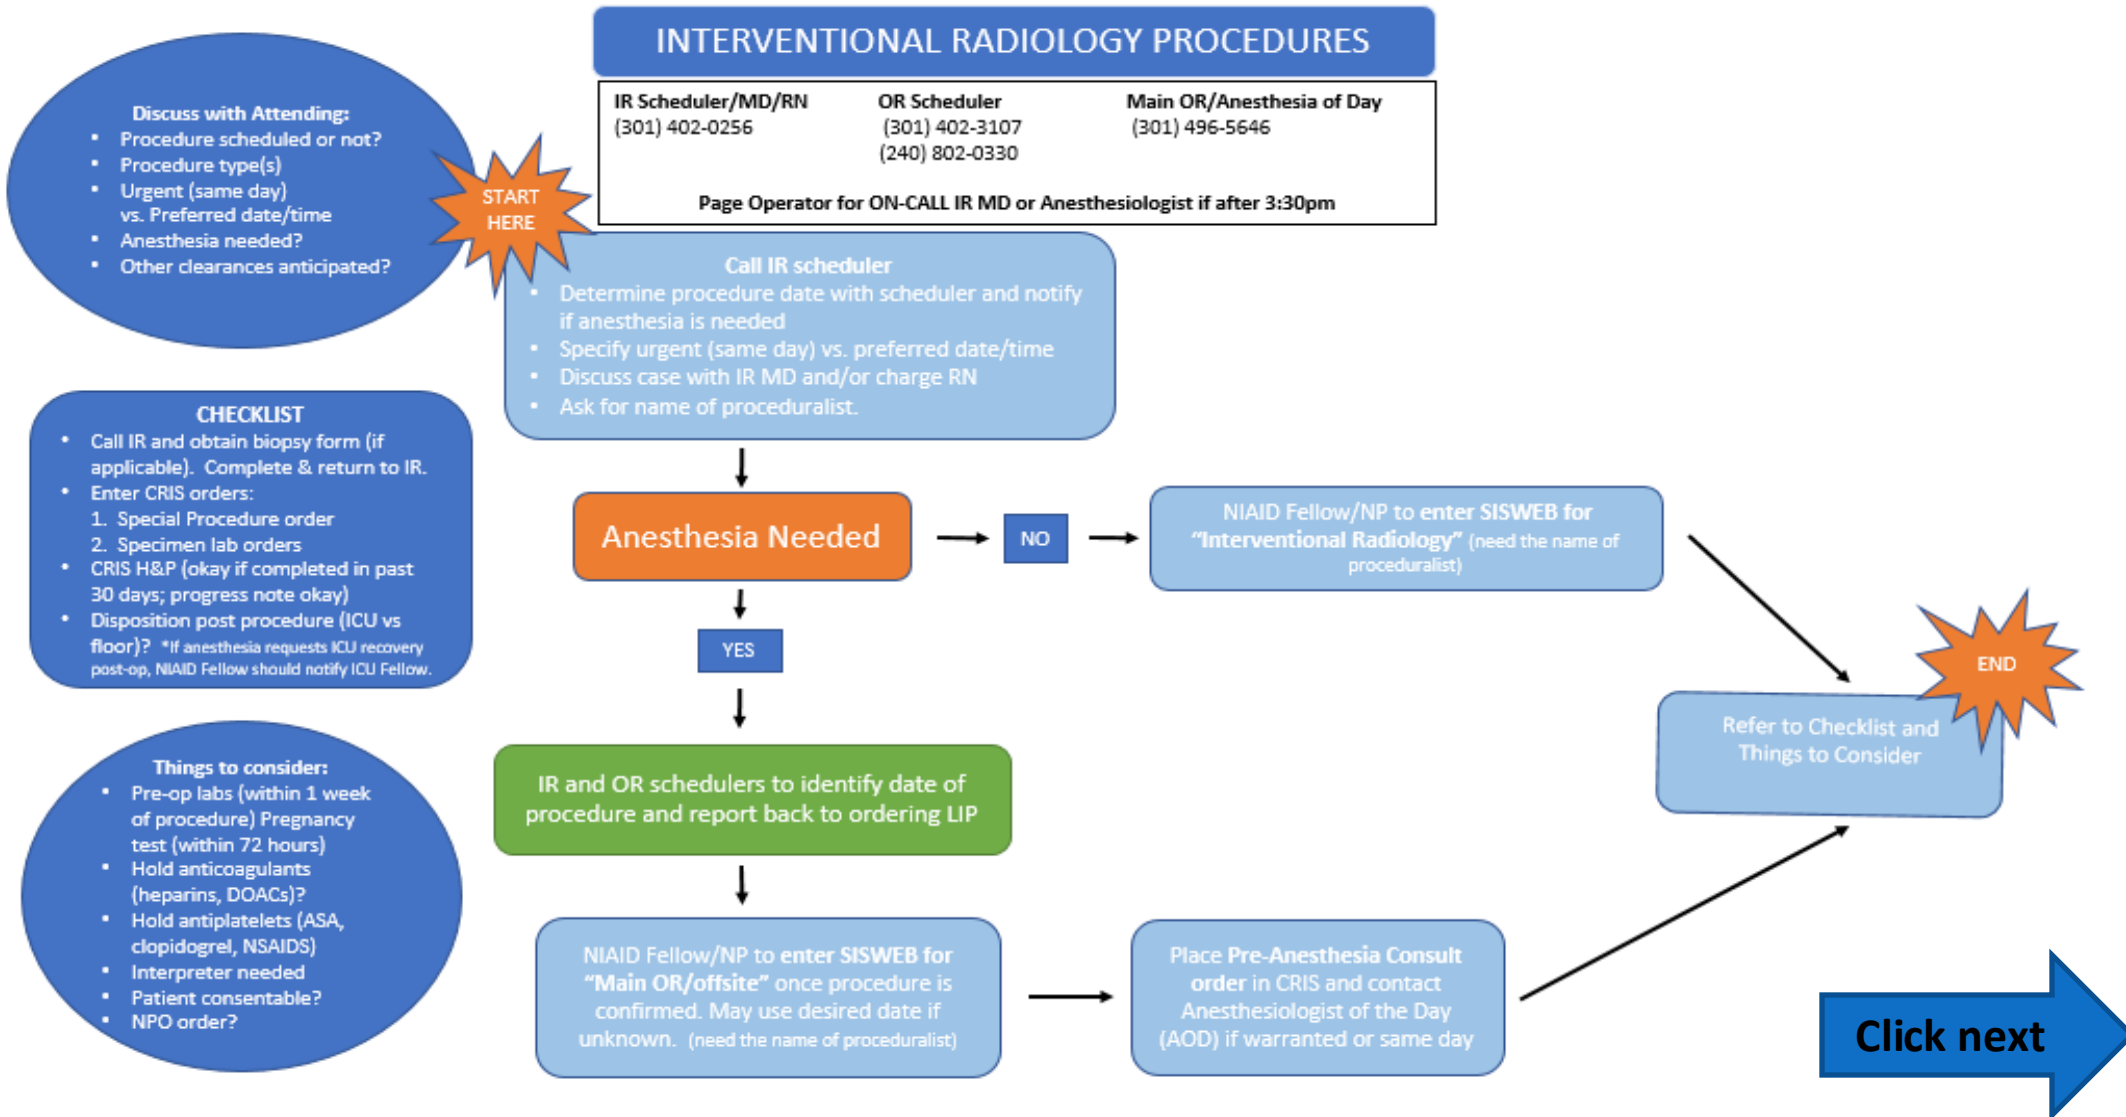 INTERVENTIONAL RADIOLOGY PROCEDURES
IR Scheduler/MD/RN
(301) 402-0256
OR Scheduler
(301) 402-3107
(240) 802-0330
Main OR/Anesthesia of Day
(301) 496-5646
Page Operator for ON-CALL IR MD or Anesthesiologist if after 3:30pm
Discuss with Attending:
• Procedure scheduled or not?
• Procedure type(s)
• Urgent (same day)
vs. Preferred date/time
• Anesthesia needed?
• Other clearances anticipated?
START
HERE
Call IR scheduler
• Determine procedure date with scheduler and notify
if anesthesia is needed
• Specify urgent (same day) vs. preferred date/time
• Discuss case with IR MD and/or charge RN
• Ask for name of proceduralist.
CHECKLIST
• Call IR and obtain biopsy form (if
applicable). Complete & return to IR.
• Enter CRIS orders:
1. Special Procedure order
2. Specimen lab orders
• CRIS H&P (okay if completed in past
30 days; progress note okay)
• Disposition post procedure (ICU vs
floor)? *If anesthesia requests ICU recovery
post-op, NIAID Fellow should notify ICU Fellow.
Anesthesia Needed
NO
NIAID Fellow/NP to enter SISWEB for
“Interventional Radiology” (need the name of
proceduralist)
YES
END
Refer to Checklist and
Things to Consider
IR and OR schedulers to identify date of
procedure and report back to ordering LIP
Things to consider:
• Pre-op labs (within 1 week
of procedure) Pregnancy
test (within 72 hours)
• Hold anticoagulants
(heparins, DOACs)?
• Hold antiplatelets (ASA,
clopidogrel, NSAIDS)
• Interpreter needed
• Patient consentable?
• NPO order?
NIAID Fellow/NP to enter SISWEB for
“Main OR/offsite” once procedure is
confirmed. May use desired date if
unknown. (need the name of proceduralist)
Place Pre-Anesthesia Consult
order in CRIS and contact
Anesthesiologist of the Day
(AOD) if warranted or same day
Click next